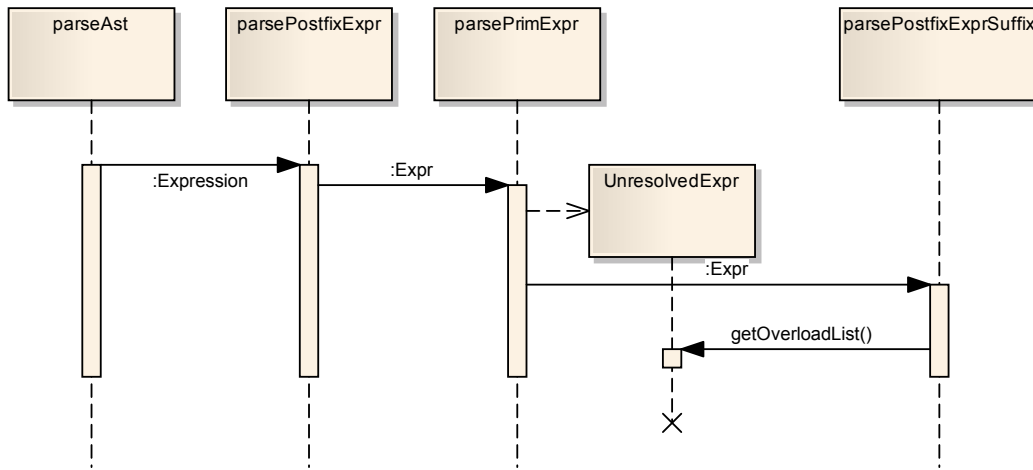 parseAst
parsePostfixExpr
parsePrimExpr
parsePostfixExprSuffix
:Expression
:Expr
UnresolvedExpr
:Expr
getOverloadList()